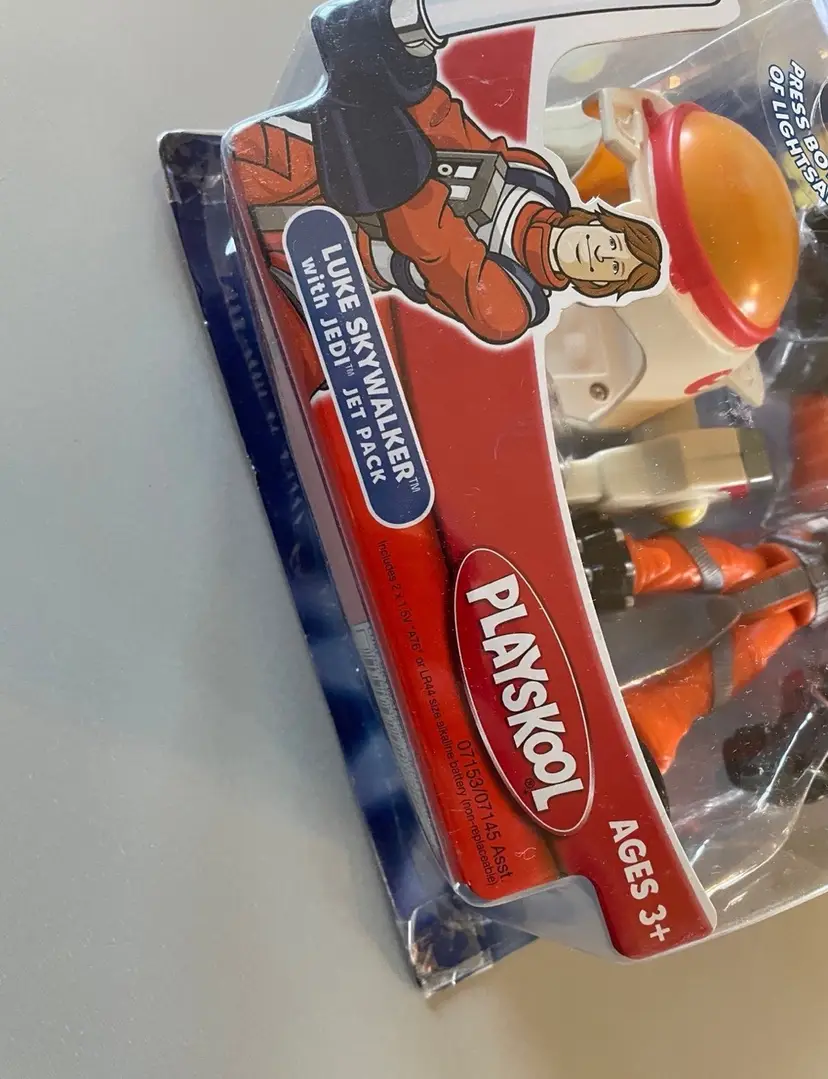 PRESS BO
OF LIGHTSA
LUKE SKYWALKER™
with JEDI™ JET PACK
Includes 2 x 1.5V "A76" or LR44 size alkaline battery (non-replaceable)
07153/07145 Asst.
PLAYSKOOL®
AGES 3+